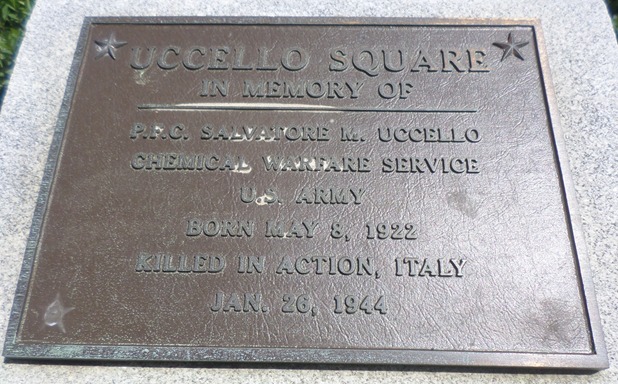 UCCELLO SQUARE
IN MEMORY OF
P.F.C. SALVATORE M. UCCELLO
CHEMICAL WARFARE SERVICE
U.S. ARMY
BORN MAY 8, 1922
KILLED IN ACTION, ITALY
JAN. 26, 1944